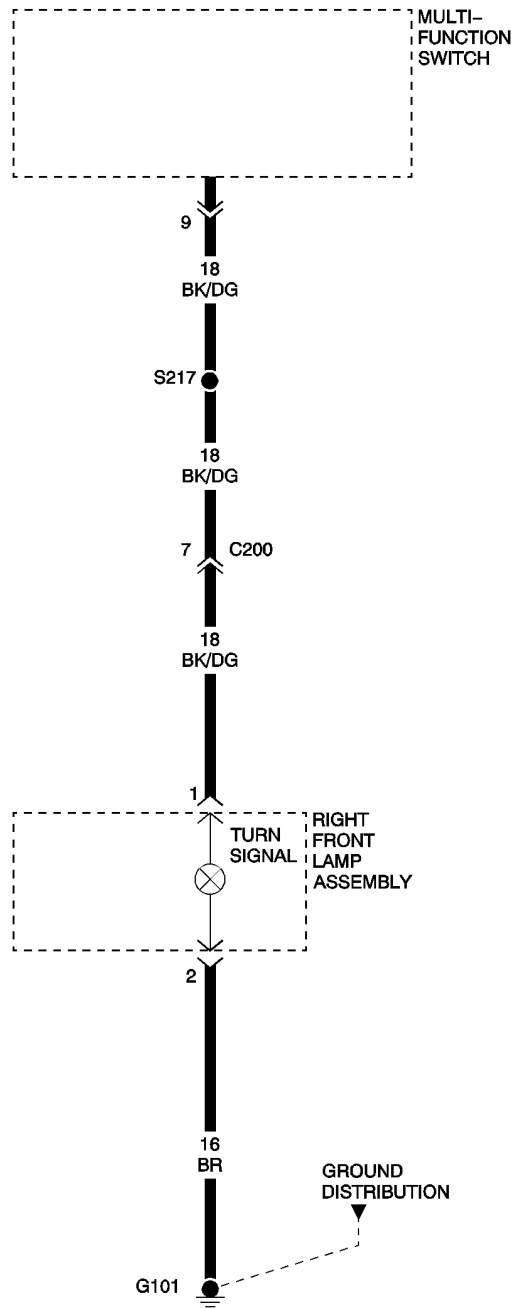 MULTI-
FUNCTION
SWITCH
9
18
BK/DG
S217
18
BK/DG
7
C200
18
BK/DG
1
TURN
SIGNAL
RIGHT
FRONT
LAMP
ASSEMBLY
2
16
BR
GROUND
DISTRIBUTION
G101